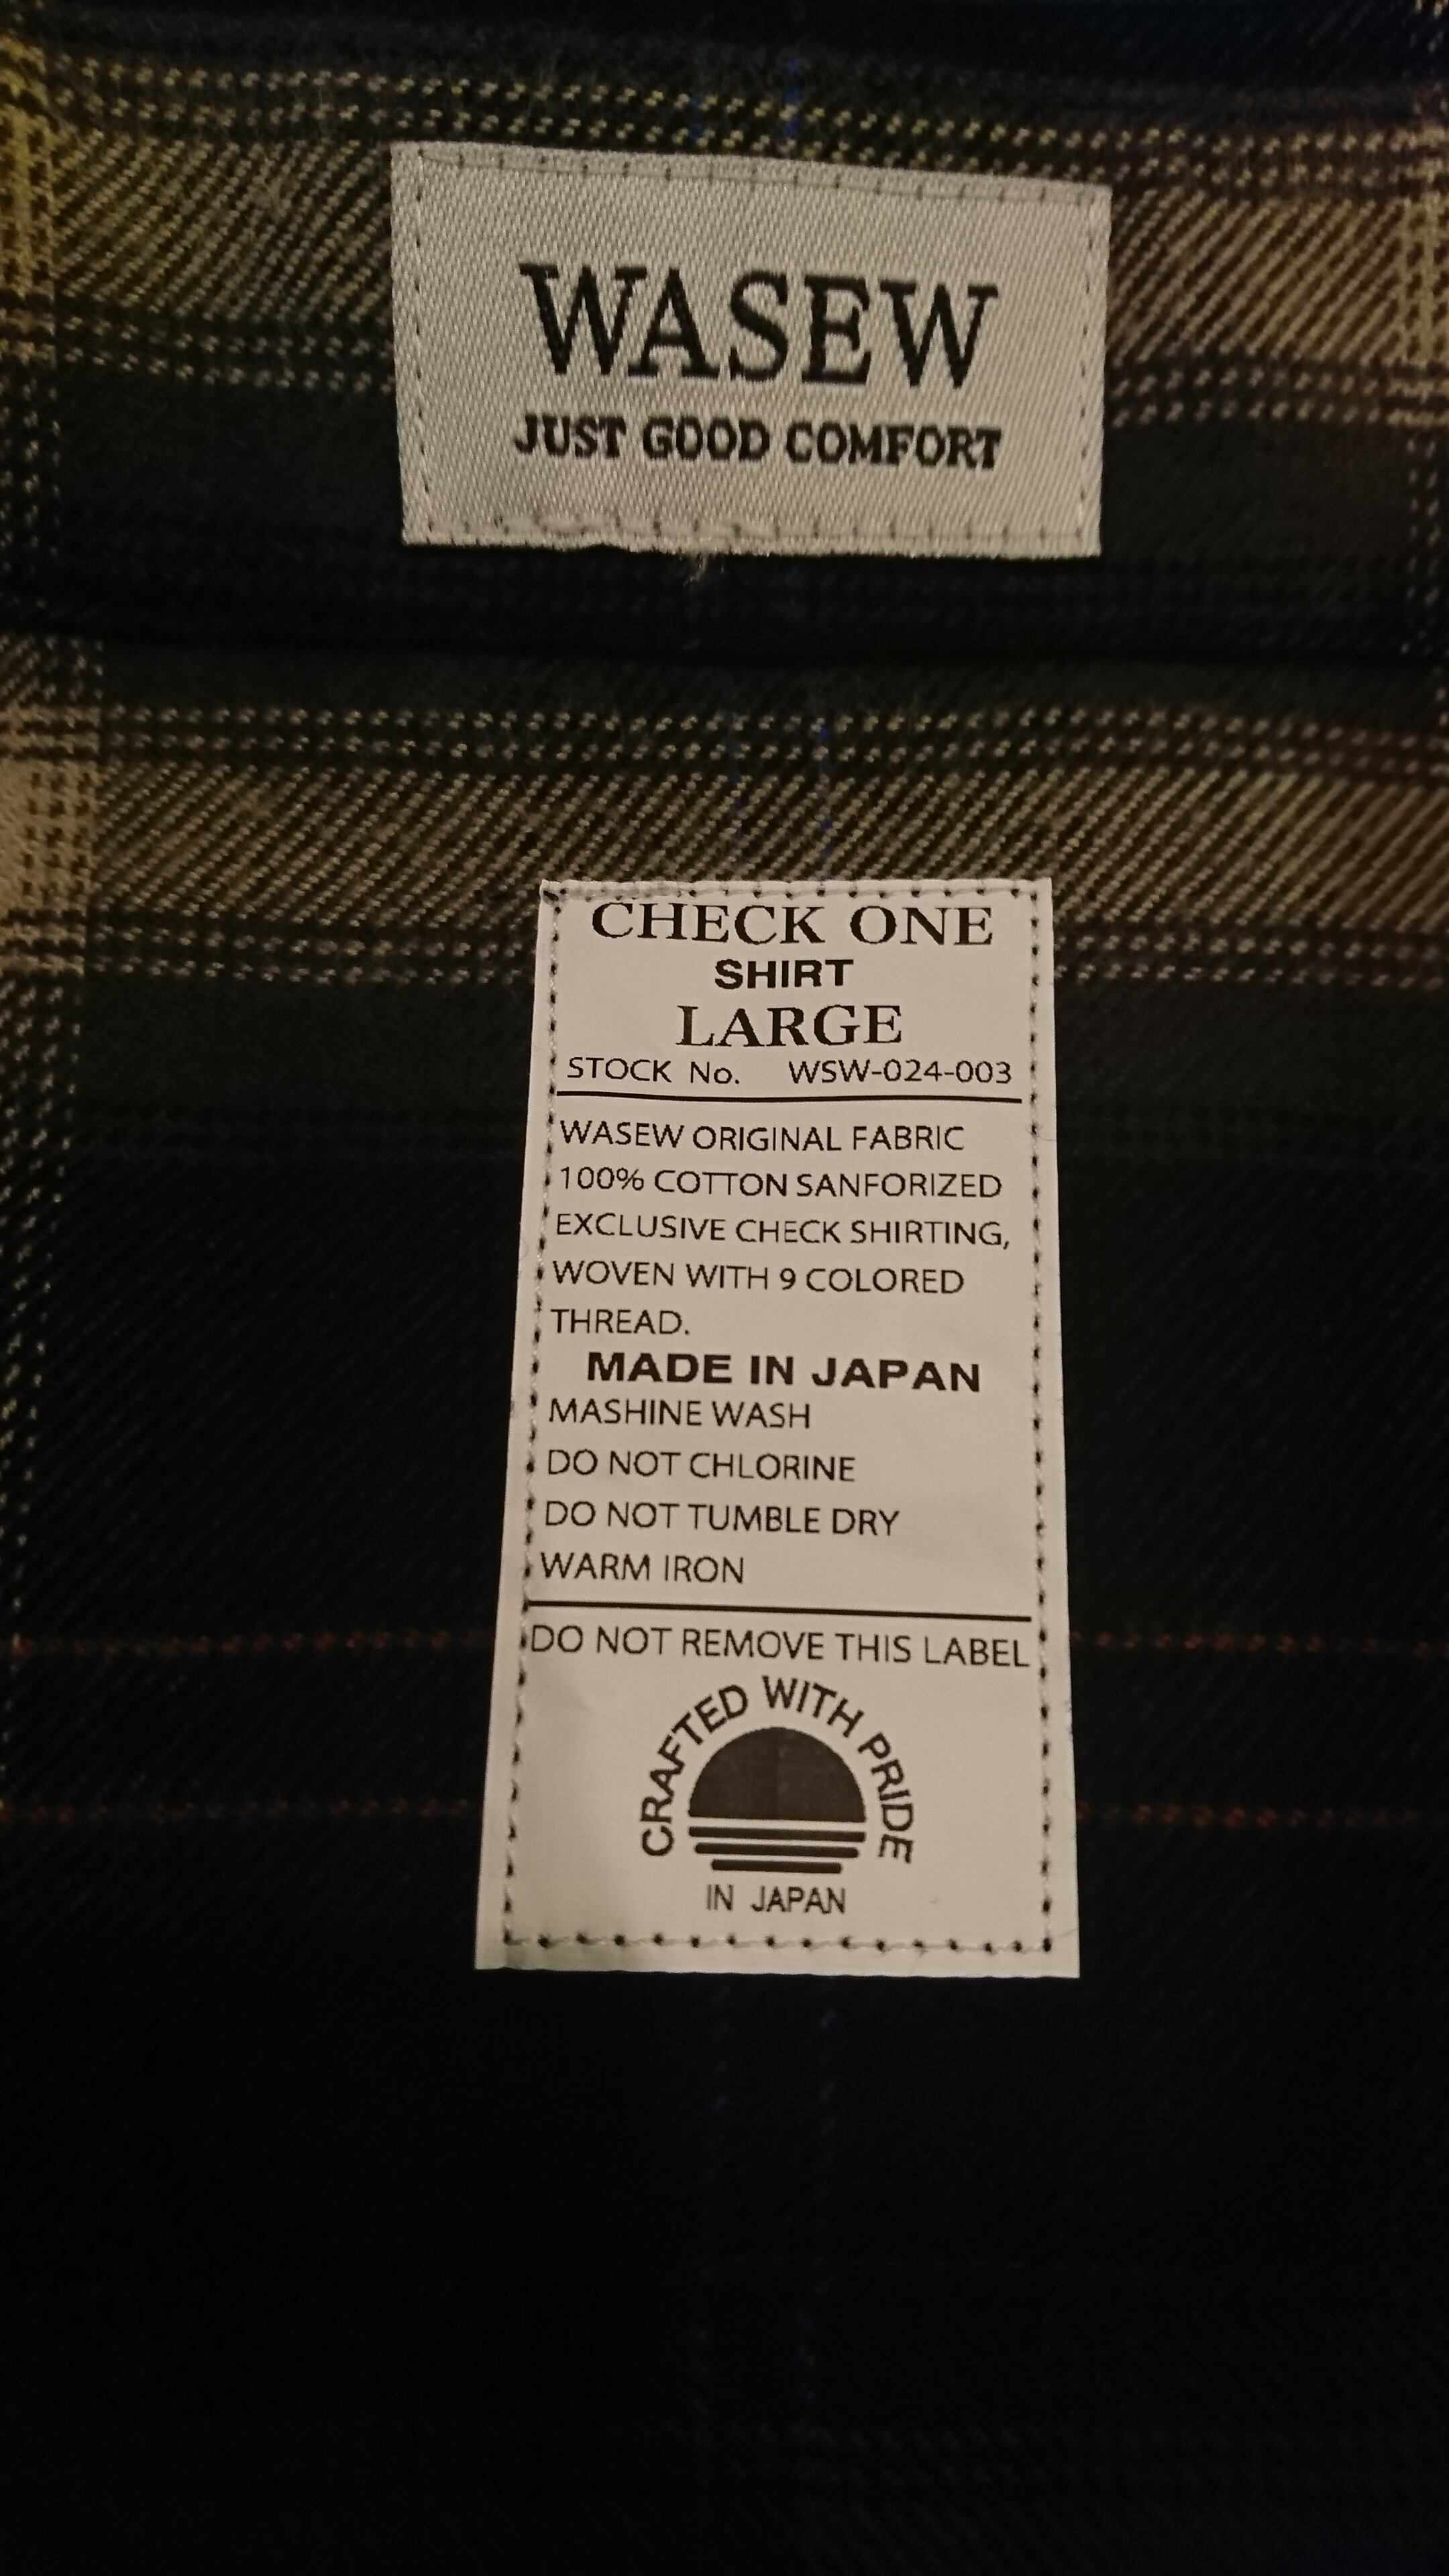 WASEW
JUST GOOD COMFORT
CHECK ONE
SHIRT
LARGE
STOCK No. WSW-024-003
WASEW ORIGINAL FABRIC
100% COTTON SANFORIZED
EXCLUSIVE CHECK SHIRTING,
WOVEN WITH 9 COLORED
THREAD.
MADE IN JAPAN
MASHINE WASH
DO NOT CHLORINE
DO NOT TUMBLE DRY
WARM IRON
DO NOT REMOVE THIS LABEL
CRAFTED WITH PRIDE
IN JAPAN